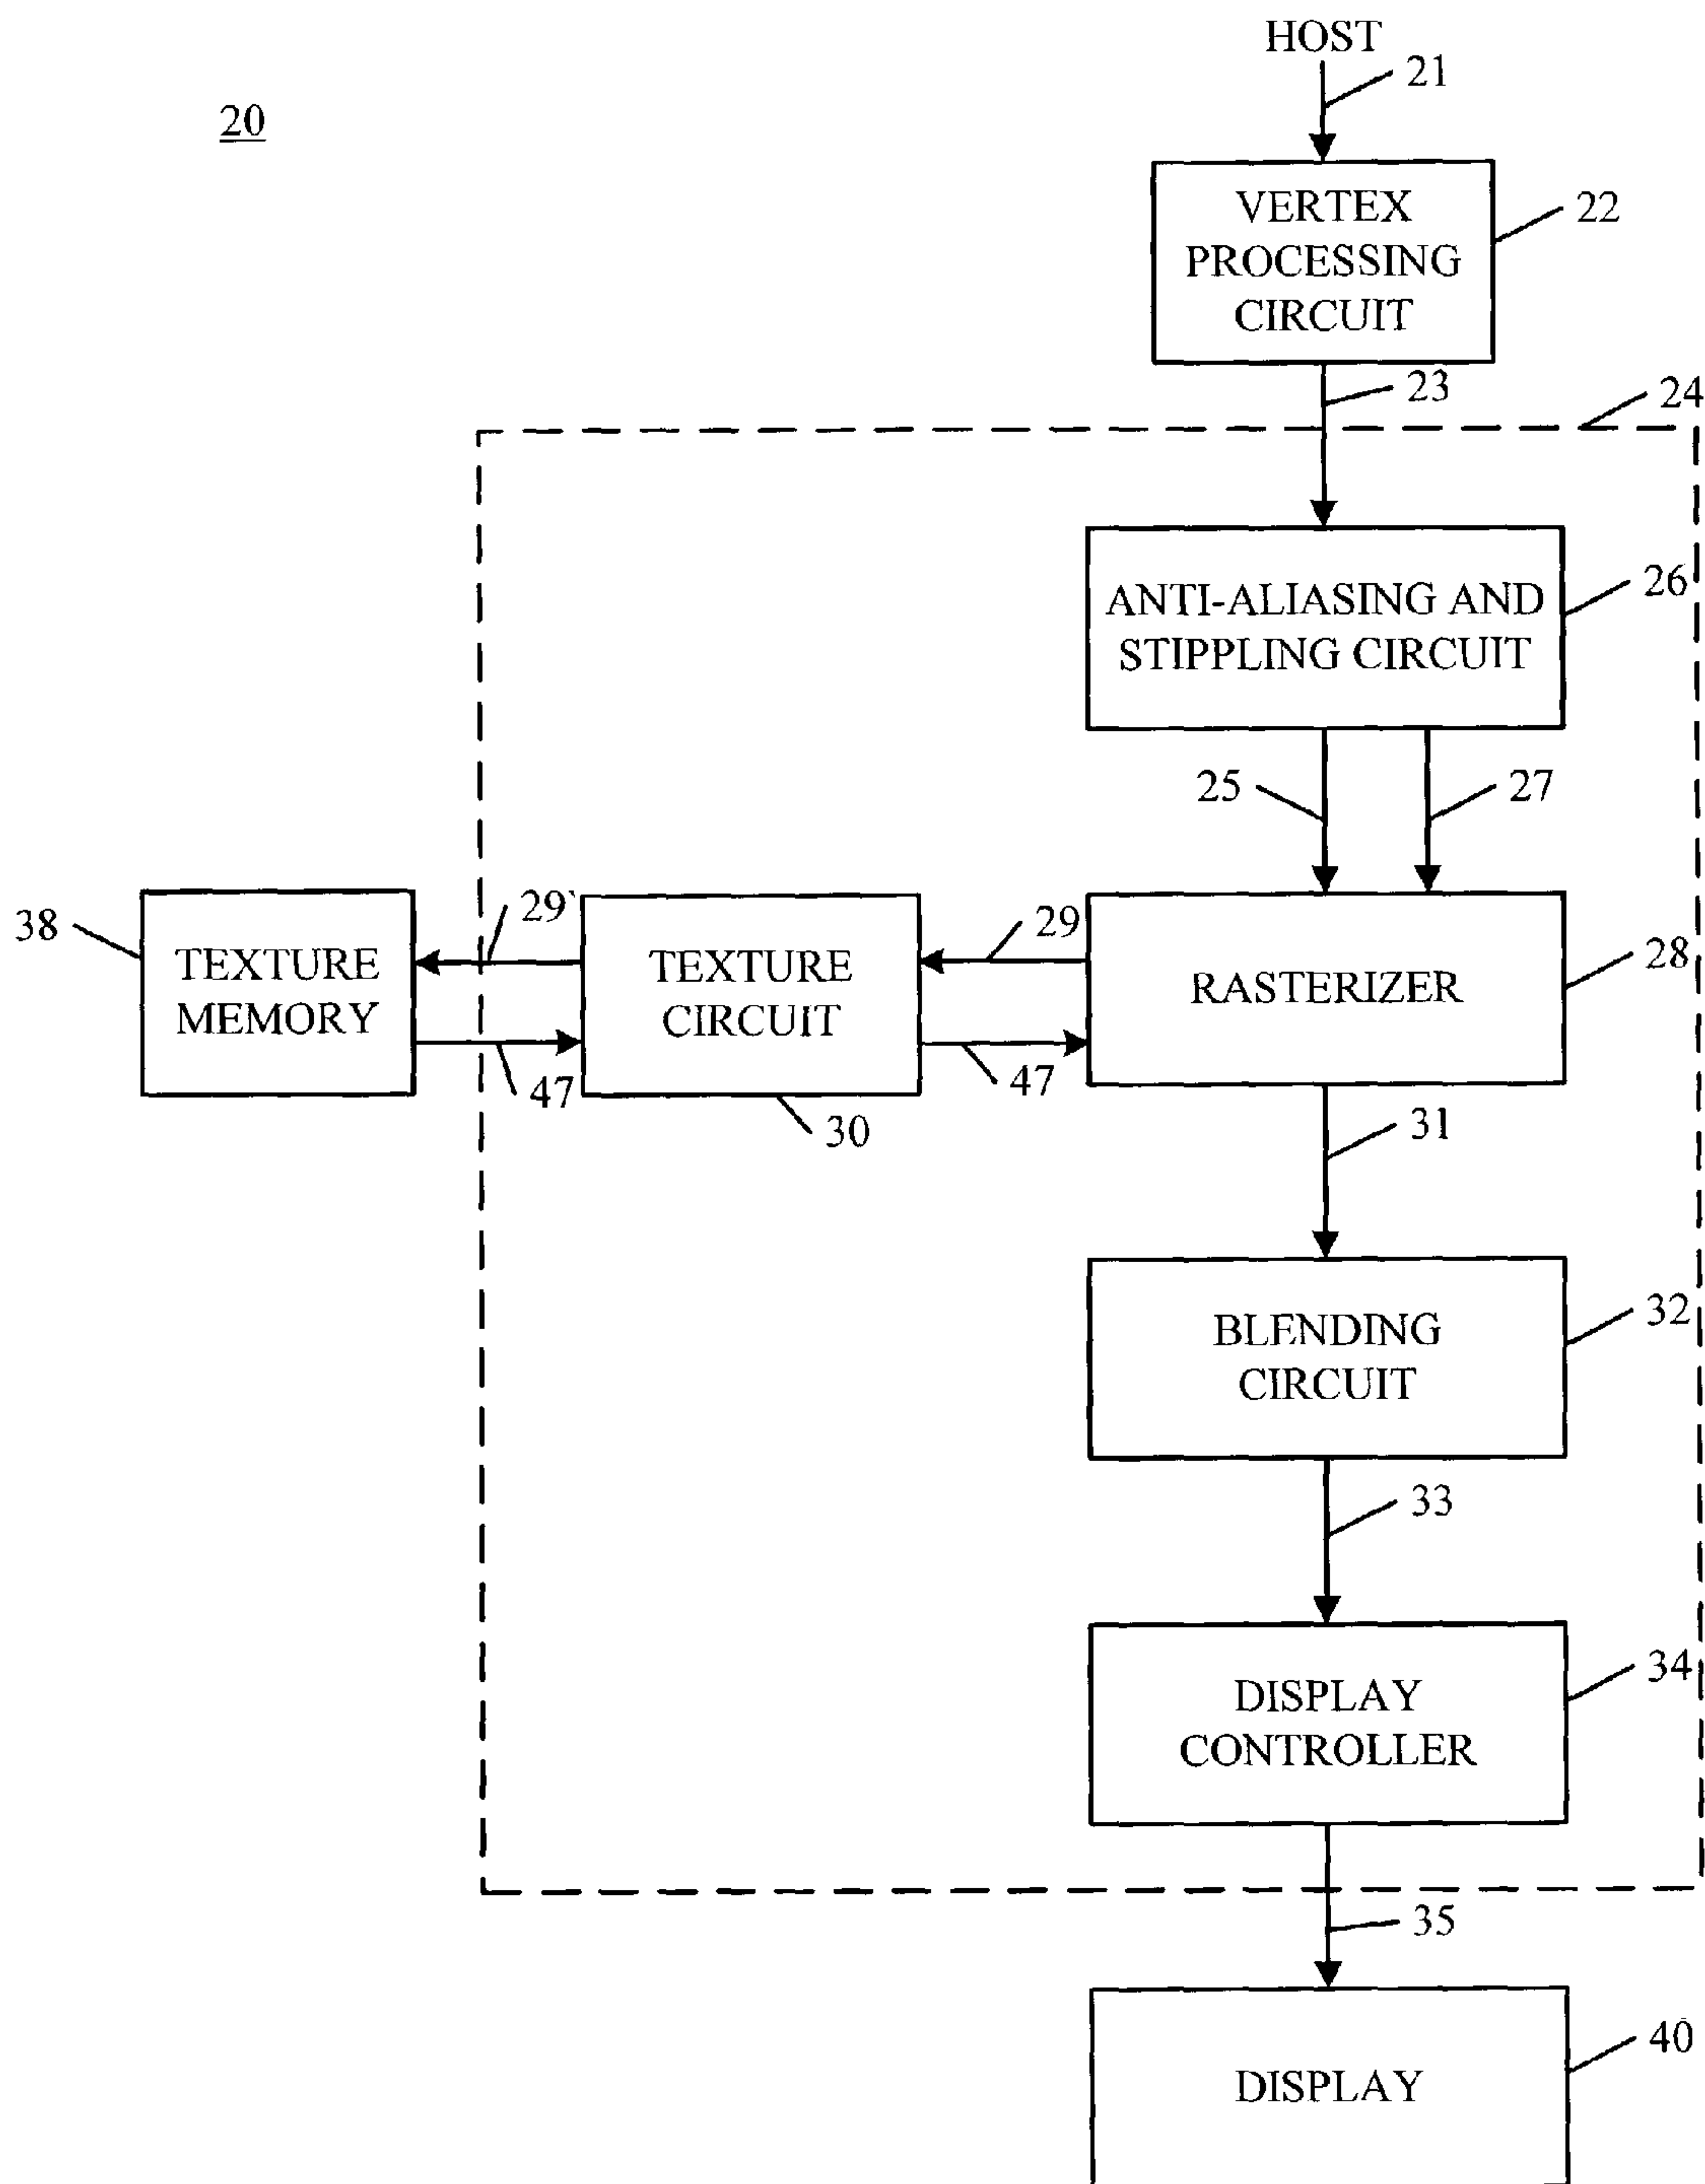 HOST
21
20
VERTEX
PROCESSING
CIRCUIT
22
23
24
ANTI-ALIASING AND
STIPPLING CIRCUIT
26
25
27
38
TEXTURE
MEMORY
29`
47
TEXTURE
CIRCUIT
30
29
47
RASTERIZER
28
31
BLENDING
CIRCUIT
32
33
DISPLAY
CONTROLLER
34
35
DISPLAY
40